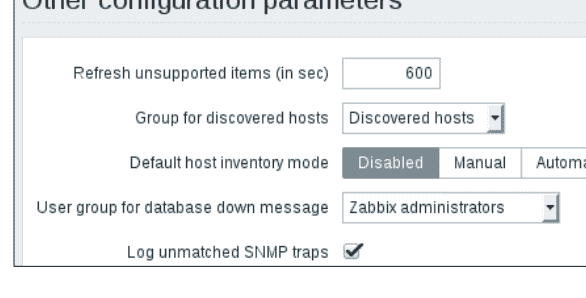 Other configuration parameters
Refresh unsupported items (in sec) 600
Group for discovered hosts Discovered hosts
Default host inventory mode Disabled Manual Automa
User group for database down message Zabbix administrators
Log unmatched SNMP traps